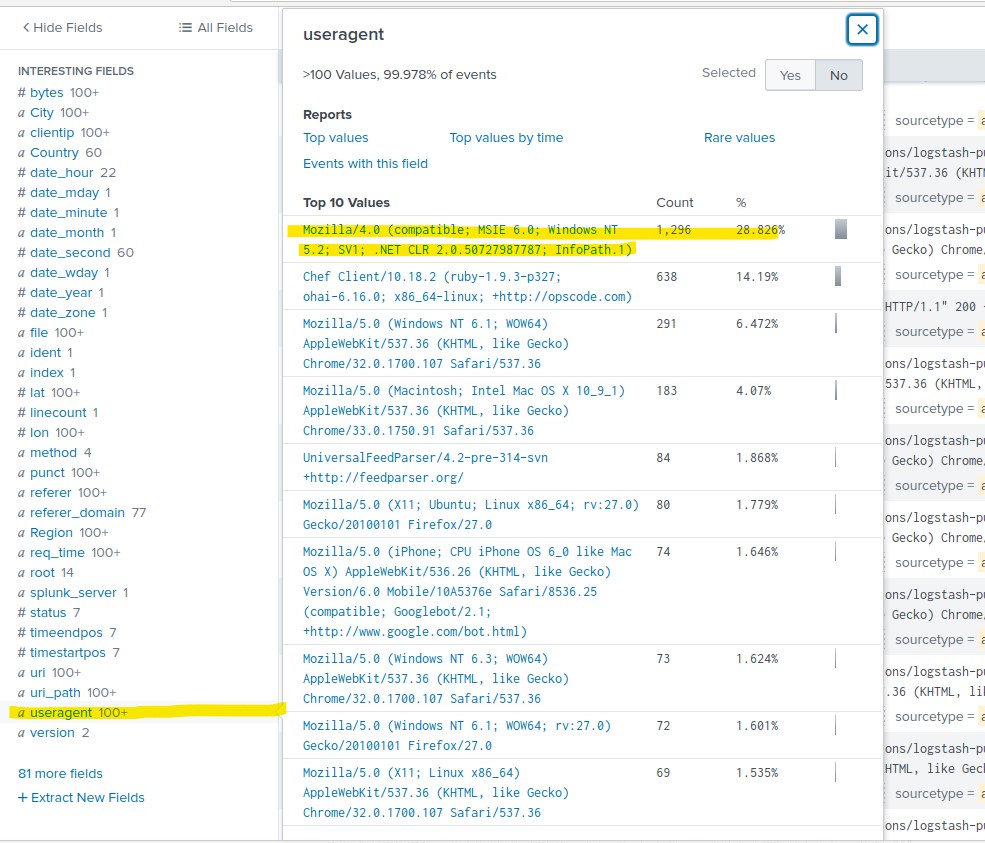 Hide Fields
All Fields
INTERESTING FIELDS
# bytes 100+
a City 100+
a clientip 100+
a Country 60
# date_hour 22
# date_mday 1
# date_minute 1
a date_month 1
# date_second 60
a date_wday 1
# date_year 1
# date_zone 1
a file 100+
a ident 1
a index 1
# lat 100+
# linecount 1
# lon 100+
a method 4
a punct 100+
a referer 100+
a referer_domain 77
a Region 100+
a req_time 100+
a root 14
a splunk_server 1
# status 7
# timeendpos 7
# timestartpos 7
a uri 100+
a uri_path 100+
a useragent 100+
a version 2
81 more fields
+ Extract New Fields
useragent
>100 Values, 99.978% of events
Selected
Yes
No
Reports
Top values
Top values by time
Rare values
Events with this field
Top 10 Values Count %
Mozilla/4.0 (compatible; MSIE 6.0; Windows NT 1,296 28.826%
5.2; SV1; .NET CLR 2.0.50727987787; InfoPath.1)
Chef Client/10.18.2 (ruby-1.9.3-p327; 638 14.19%
ohai-6.16.0; x86_64-linux; +http://opscode.com)
Mozilla/5.0 (Windows NT 6.1; WOW64) 291 6.472%
AppleWebKit/537.36 (KHTML, like Gecko)
Chrome/32.0.1700.107 Safari/537.36
Mozilla/5.0 (Macintosh; Intel Mac OS X 10_9_1) 183 4.07%
AppleWebKit/537.36 (KHTML, like Gecko)
Chrome/33.0.1750.91 Safari/537.36
UniversalFeedParser/4.2-pre-314-svn 84 1.868%
+http://feedparser.org/
Mozilla/5.0 (X11; Ubuntu; Linux x86_64; rv:27.0) 80 1.779%
Gecko/20100101 Firefox/27.0
Mozilla/5.0 (iPhone; CPU iPhone OS 6_0 like Mac 74 1.646%
OS X) AppleWebKit/536.26 (KHTML, like Gecko)
Version/6.0 Mobile/10A5376e Safari/8536.25
(compatible; Googlebot/2.1;
+http://www.google.com/bot.html)
Mozilla/5.0 (Windows NT 6.3; WOW64) 73 1.624%
AppleWebKit/537.36 (KHTML, like Gecko)
Chrome/32.0.1700.107 Safari/537.36
Mozilla/5.0 (Windows NT 6.1; WOW64; rv:27.0) 72 1.601%
Gecko/20100101 Firefox/27.0
Mozilla/5.0 (X11; Linux x86_64) 69 1.535%
AppleWebKit/537.36 (KHTML, like Gecko)
Chrome/32.0.1700.107 Safari/537.36
sourcetype = a
ons/logstash-pu
it/537.36 (KHTM
sourcetype = a
ons/logstash-pu
Gecko) Chrome/
sourcetype = a
HTTP/1.1" 200 -
sourcetype = a
ons/logstash-pu
537.36 (KHTML,
sourcetype = a
ons/logstash-pu
Gecko) Chrome/
sourcetype = a
ons/logstash-pu
Gecko) Chrome/
sourcetype = a
ons/logstash-pu
Gecko) Chrome/
sourcetype = a
ons/logstash-pu
.36 (KHTML, lik
sourcetype = a
ons/logstash-pu
HTML, like Geck
sourcetype = a
ons/logstash-pu